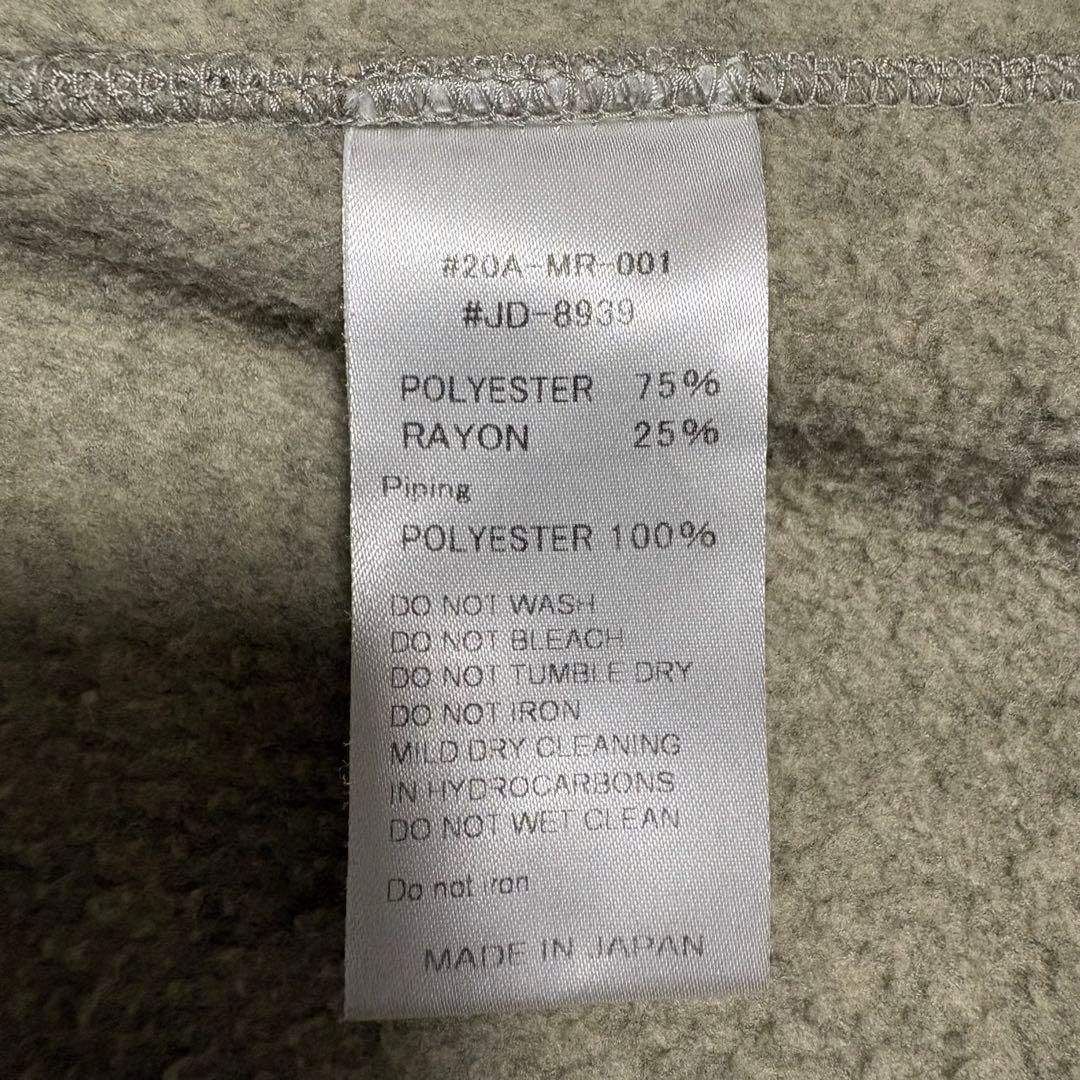 #20A-MR-001
#JD-8939
POLYESTER 75%
RAYON 25%
Piping
POLYESTER 100%
DO NOT WASH
DO NOT BLEACH
DO NOT TUMBLE DRY
DO NOT IRON
MILD DRY CLEANING
IN HYDROCARBONS
DO NOT WET CLEAN
Do not iron
MADE IN JAPAN